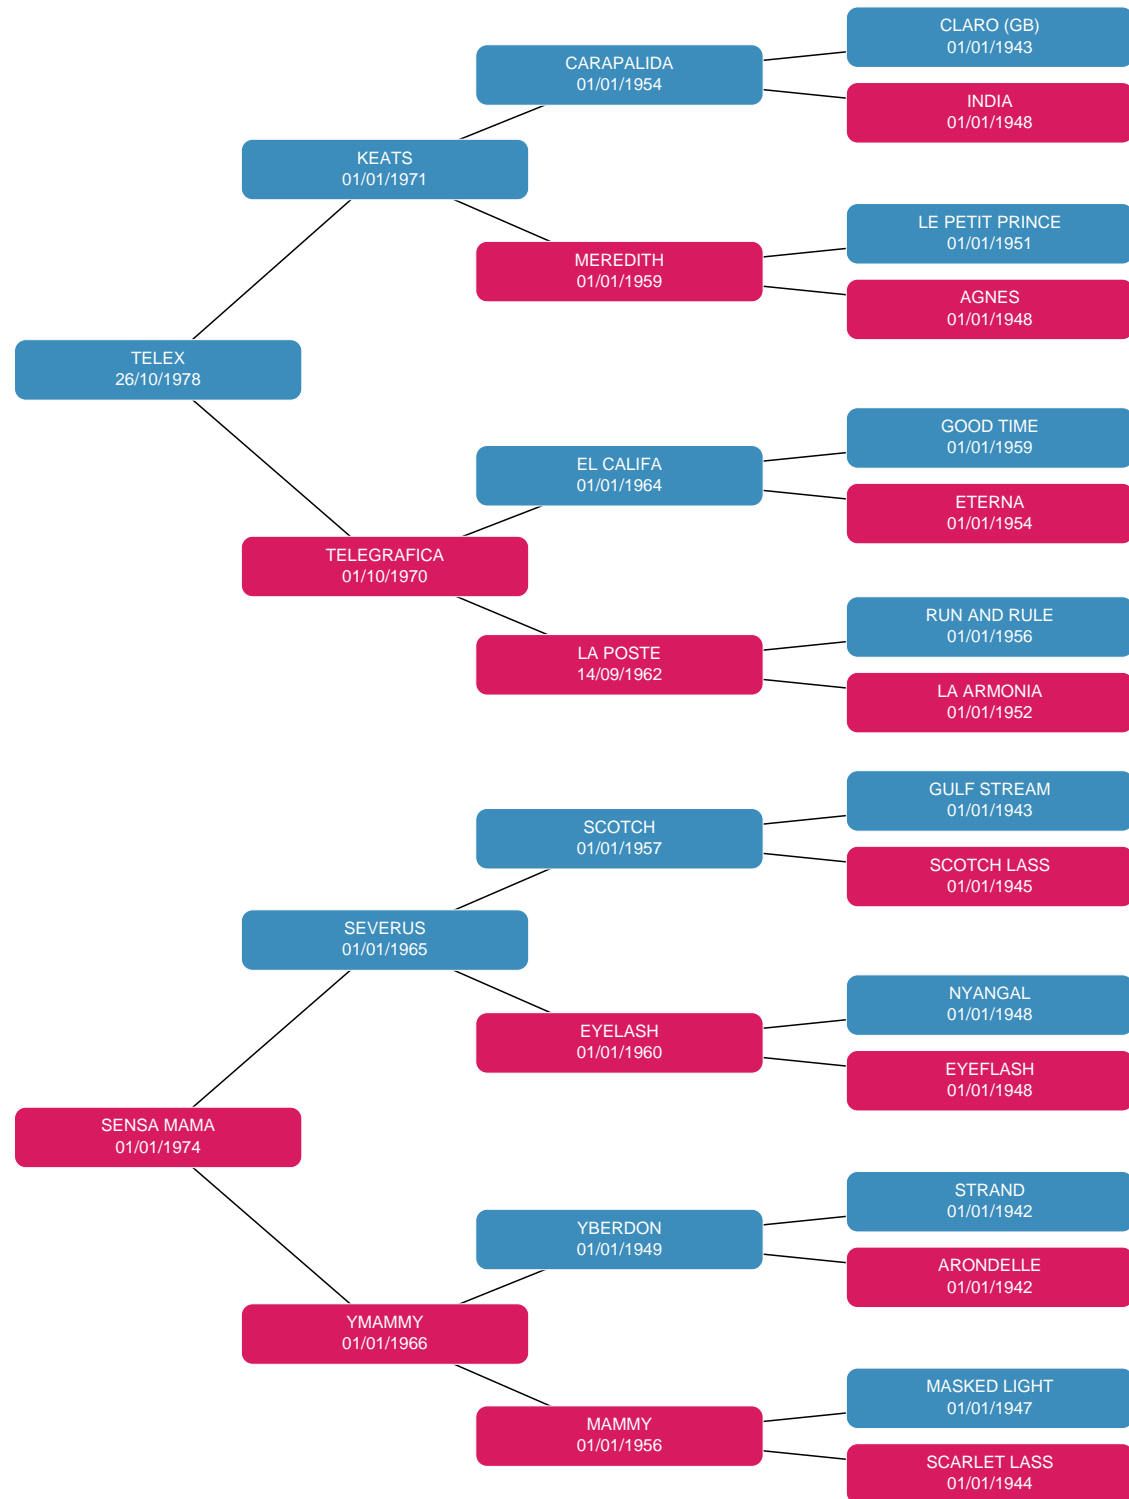 CLARO (GB)
01/01/1943
CARAPALIDA
01/01/1954
INDIA
01/01/1948
KEATS
01/01/1971
LE PETIT PRINCE
01/01/1951
MEREDITH
01/01/1959
AGNES
01/01/1948
TELEX
26/10/1978
GOOD TIME
01/01/1959
EL CALIFA
01/01/1964
ETERNA
01/01/1954
TELEGRAFICA
01/10/1970
RUN AND RULE
01/01/1956
LA POSTE
14/09/1962
LA ARMONIA
01/01/1952
GULF STREAM
01/01/1943
SCOTCH
01/01/1957
SCOTCH LASS
01/01/1945
SEVERUS
01/01/1965
NYANGAL
01/01/1948
EYELASH
01/01/1960
EYEFLASH
01/01/1948
SENSA MAMA
01/01/1974
STRAND
01/01/1942
YBERDON
01/01/1949
ARONDELLE
01/01/1942
YMAMMY
01/01/1966
MASKED LIGHT
01/01/1947
MAMMY
01/01/1956
SCARLET LASS
01/01/1944